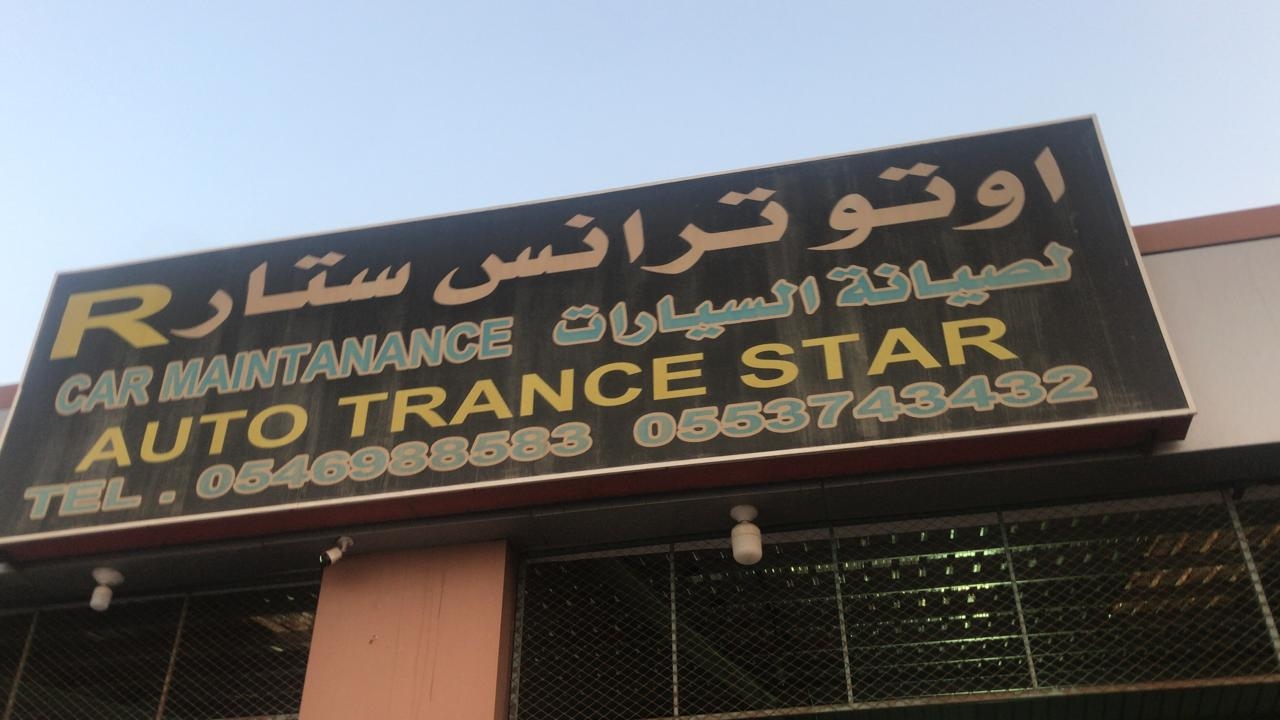 اوتو ترانس ستار R
لصيانة السيارات CAR MAINTANANCE
AUTO TRANCE STAR
TEL . 0546988583 0553743432